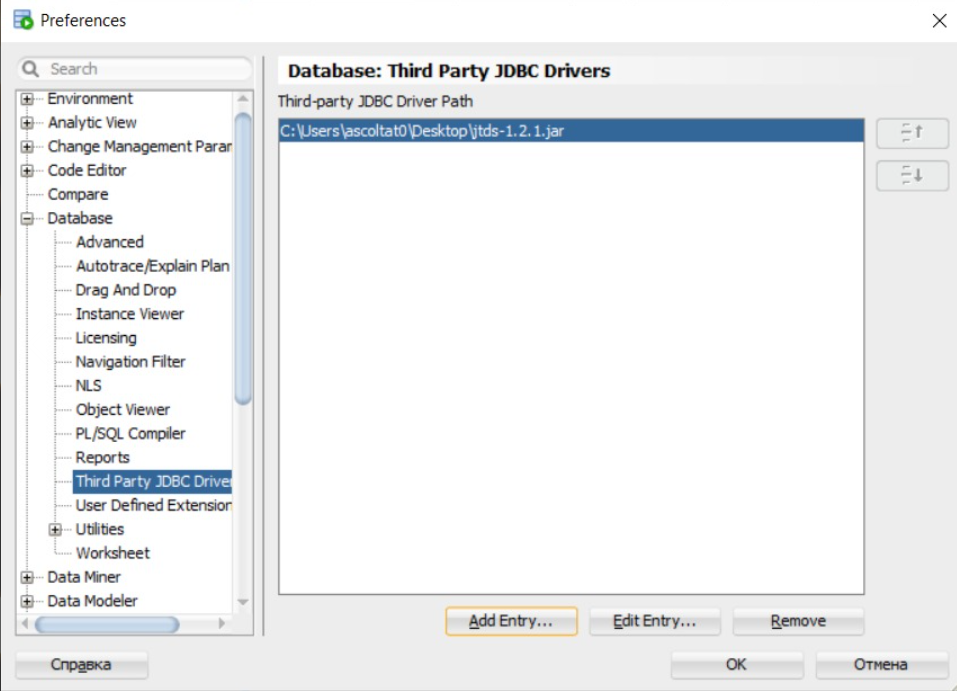 Preferences
Search
Database: Third Party JDBC Drivers
Third-party JDBC Driver Path
C:\Users\ascoltat0\Desktop\jtds-1.2.1.jar
Environment
Analytic View
Change Management Parar
Code Editor
Compare
Database
Advanced
Autotrace/Explain Plan
Drag And Drop
Instance Viewer
Licensing
Navigation Filter
NLS
Object Viewer
PL/SQL Compiler
Reports
Third Party JDBC Driver
User Defined Extension
Utilities
Worksheet
Data Miner
Data Modeler
Add Entry... Edit Entry... Remove
Справка OK Отмена